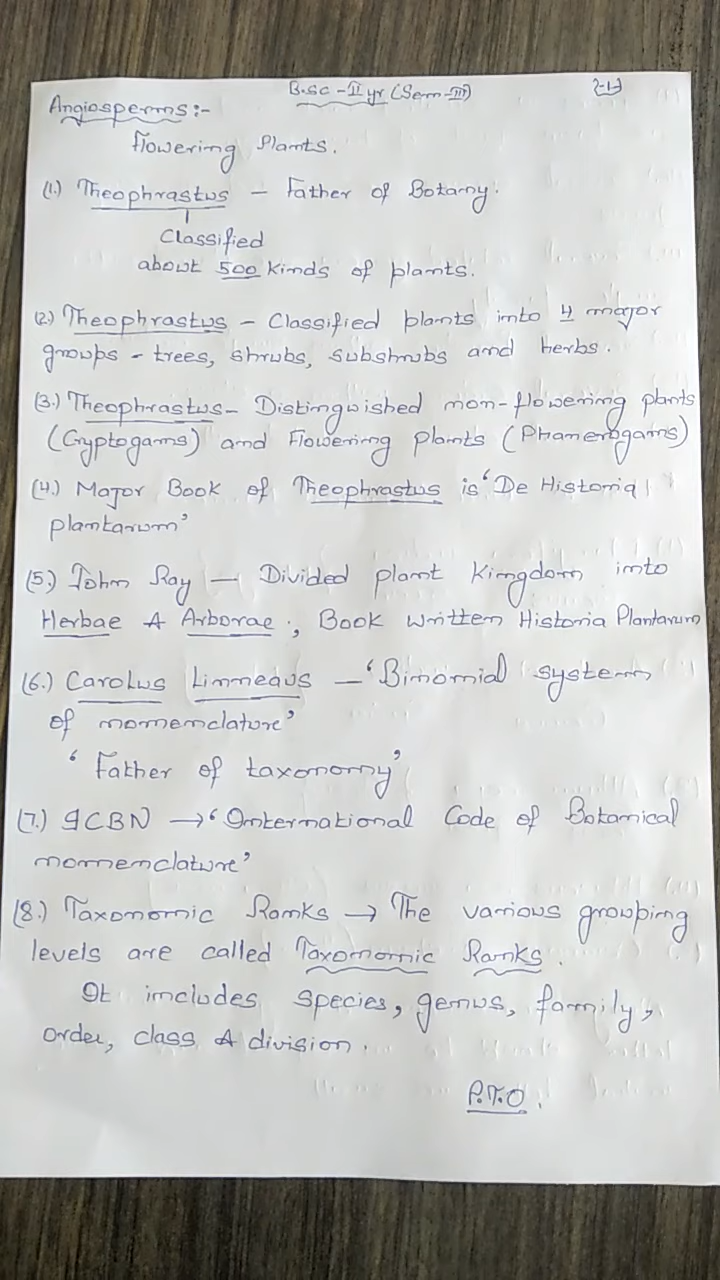 B.Sc - II yr (Sem-III)
-1-
Angiosperms :-
Flowering Plants.
(1.) Theophrastus - Father of Botany.
Classified
about 500 kinds of plants.
(2.) Theophrastus - Classified plants into 4 major
groups - trees, shrubs, subshrubs and herbs.
(3.) Theophrastus - Distinguished non-flowering plants
(Cryptogams) and Flowering plants (Phanerogams)
(4.) Major Book of Theophrastus is 'De Historia
plantarum'
(5.) John Ray - Divided plant kingdom into
Herbae & Arborae ; Book written Historia Plantarum
(6.) Carolus Linneaus - 'Binomial system
of nomenclature'
'Father of taxonomy'
(7.) ICBN → 'International Code of Botanical
nomenclature'
(8.) Taxonomic Ranks → The various grouping
levels are called Taxonomic Ranks.
It includes species, genus, family,
order, class & division.
P.T.O.